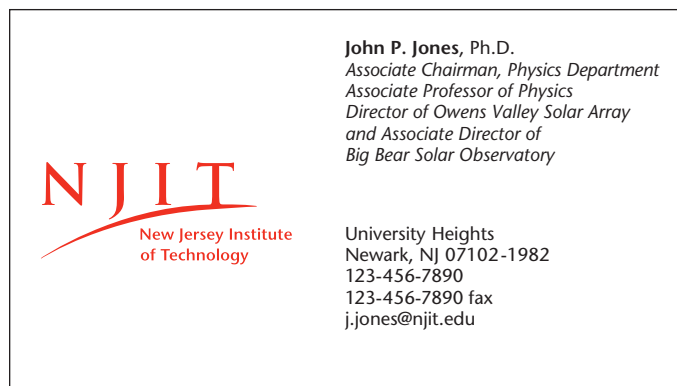 NJIT
New Jersey Institute
of Technology
John P. Jones, Ph.D.
Associate Chairman, Physics Department
Associate Professor of Physics
Director of Owens Valley Solar Array
and Associate Director of
Big Bear Solar Observatory
University Heights
Newark, NJ 07102-1982
123-456-7890
123-456-7890 fax
j.jones@njit.edu